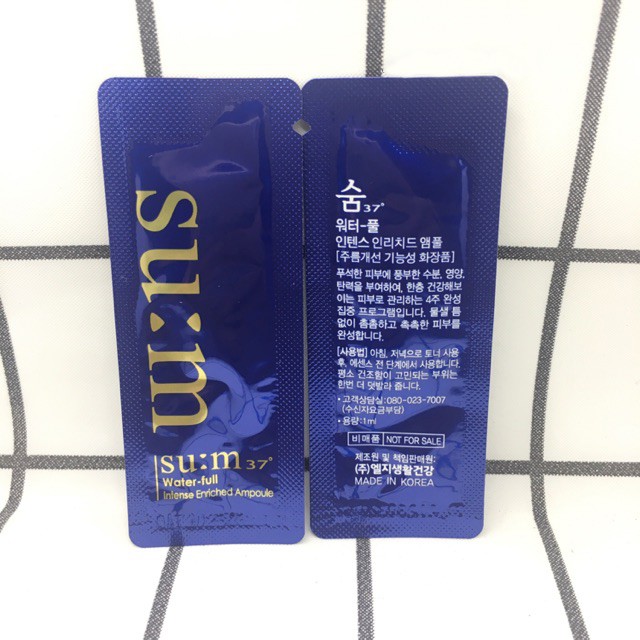 su:m
su:m37°
Water-full
Intense Enriched Ampoule
숨37°
워터-풀
인텐스 인리치드 앰풀
[주름개선 기능성 화장품]
푸석한 피부에 풍부한 수분, 영양,
탄력을 부여하여, 한층 건강해보
이는 피부로 관리하는 4주 완성
집중 프로그램입니다. 물샐 틈
없이 촘촘하고 촉촉한 피부를
완성하세요.
[사용법] 아침, 저녁으로 토너 사용
후, 에센스 전 단계에서 사용합니다.
평소 건조함이 고민되는 부위는
한번 더 덧발라 줍니다.
• 고객상담실:080-023-7007
(수신자요금부담)
• 용량:1ml
비매품 NOT FOR SALE
제조원 및 책임판매원:
(주)엘지생활건강
MADE IN KOREA